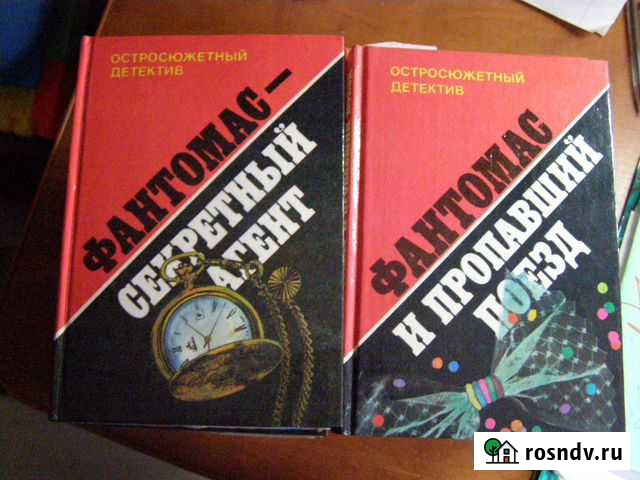 ОСТРОСЮЖЕТНЫЙ
ДЕТЕКТИВ
ФАНТОМАС —
СЕКРЕТНЫЙ
АГЕНТ
ОСТРОСЮЖЕТНЫЙ
ДЕТЕКТИВ
ФАНТОМАС
И ПРОПАВШИЙ
ПОЕЗД
rosndv.ru